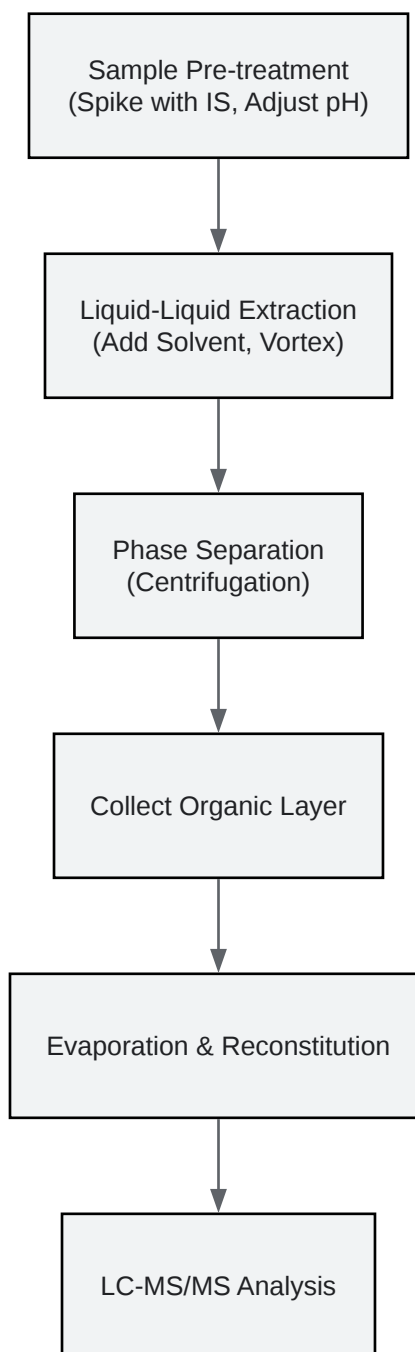 Sample Pre-treatment
(Spike with IS, Adjust pH)
Liquid-Liquid Extraction
(Add Solvent, Vortex)
Phase Separation
(Centrifugation)
Collect Organic Layer
Evaporation & Reconstitution
LC-MS/MS Analysis